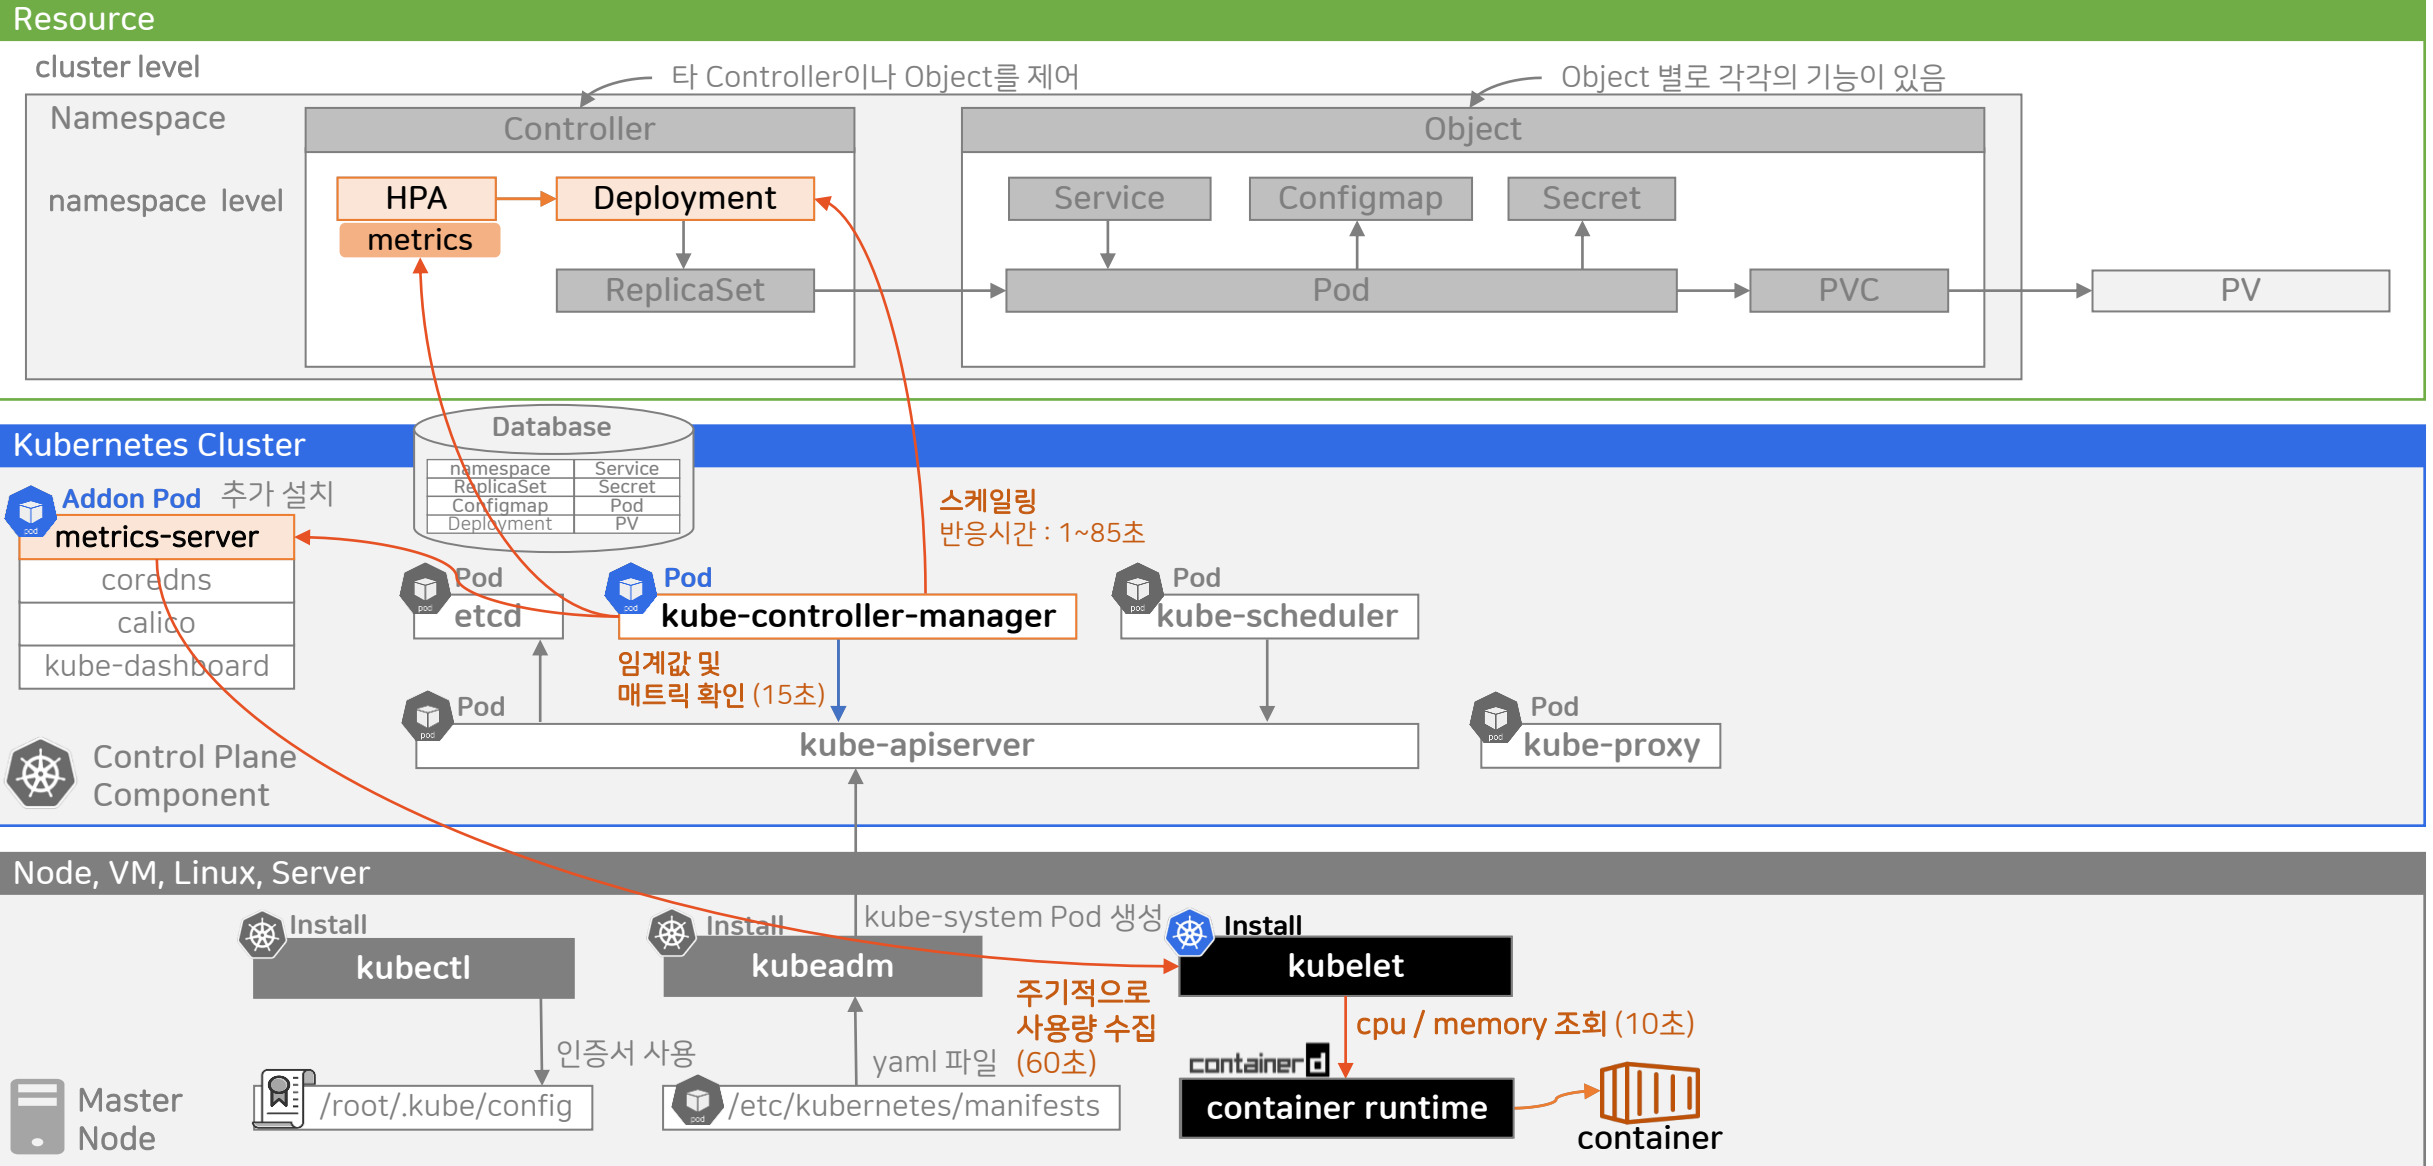 Resource
cluster level
타 Controller이나 Object를 제어
Object 별로 각각의 기능이 있음
Namespace
Controller
Object
namespace level
HPA
Deployment
Service
Configmap
Secret
metrics
ReplicaSet
Pod
PVC
PV
Kubernetes Cluster
Database
namespace Service
ReplicaSet Secret
Configmap Pod
Deployment PV
Addon Pod 추가 설치
pod
metrics-server
coredns
calico
kube-dashboard
스케일링
반응시간 : 1~85초
Pod
pod
etcd
Pod
pod
kube-controller-manager
Pod
pod
kube-scheduler
임계값 및
매트릭 확인 (15초)
Pod
pod
kube-apiserver
Pod
pod
kube-proxy
Control Plane
Component
Node, VM, Linux, Server
Install
kubectl
Install
kubeadm
kube-system Pod 생성
Install
kubelet
주기적으로
사용량 수집
(60초)
cpu / memory 조회 (10초)
인증서 사용
yaml 파일
containerd
Master
Node
/root/.kube/config
pod
/etc/kubernetes/manifests
container runtime
container